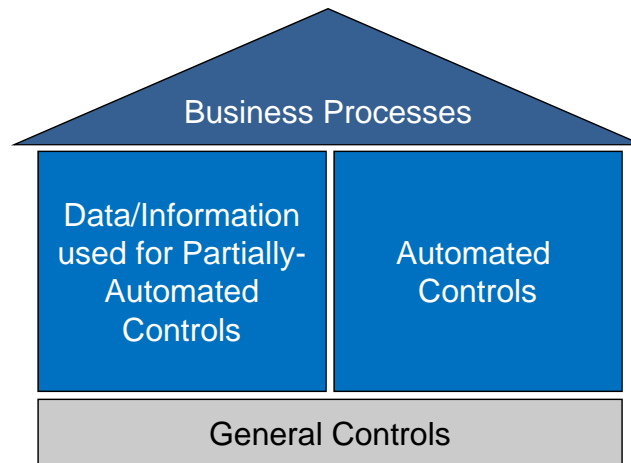 Business Processes
Data/Information
used for Partially-
Automated
Controls
Automated
Controls
General Controls